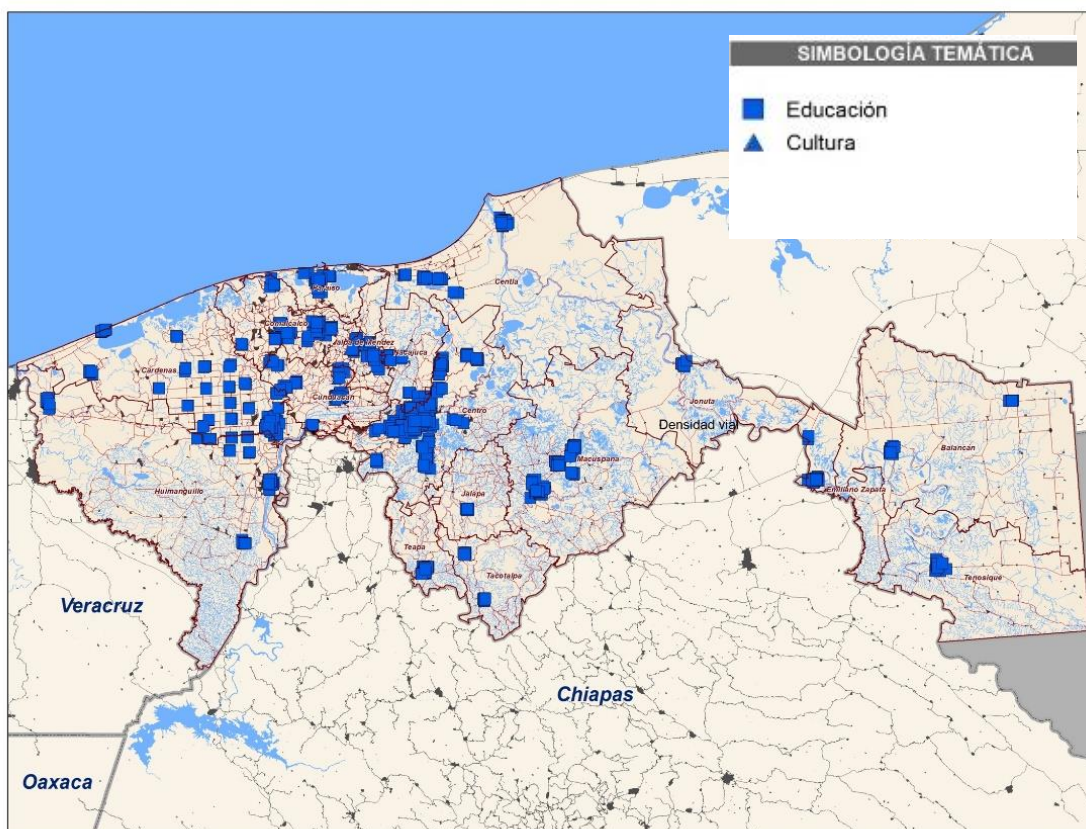 SIMBOLOGÍA TEMÁTICA
Educación
Cultura
Centla
Paraíso
Comalcalco
Jalpa de Méndez
Nacajuca
Cárdenas
Cunduacán
Centro
Jonuta
Densidad vial
Balancan
Macuspana
Emiliano Zapata
Huimanguillo
Jalapa
Teapa
Tacotalpa
Tenosique
Veracruz
Chiapas
Oaxaca